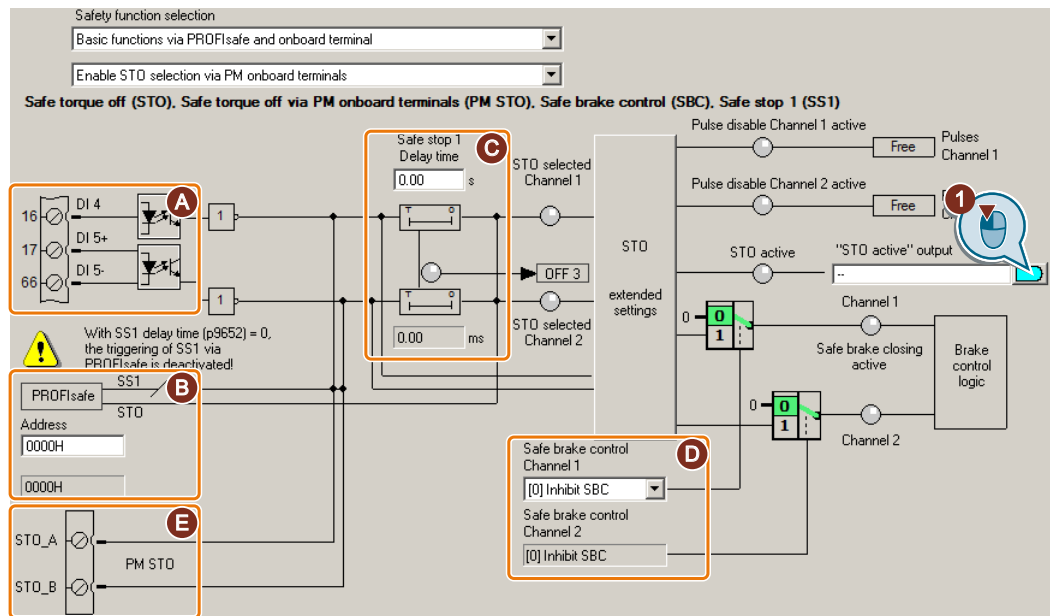 Safety function selection
Basic functions via PROFIsafe and onboard terminal
Enable STO selection via PM onboard terminals
Safe torque off (STO), Safe torque off via PM onboard terminals (PM STO), Safe brake control (SBC), Safe stop 1 (SS1)
Safe stop 1
Delay time
C
0.00 s
STO selected
Channel 1
Pulse disable Channel 1 active
Free
Pulses
Channel 1
Pulse disable Channel 2 active
Free
1
A
16 DI 4
17 DI 5+
66 DI 5-
1
1
T 0
OFF 3
T 0
STO selected
Channel 2
0.00 ms
STO
extended
settings
STO active
"STO active" output
--
With SS1 delay time (p9652) = 0,
the triggering of SS1 via
PROFIsafe is deactivated!
0
0
1
Channel 1
Safe brake closing
active
Brake
control
logic
0
0
1
Channel 2
B
PROFIsafe
SS1
STO
Address
0000H
0000H
D
Safe brake control
Channel 1
[0] Inhibit SBC
Safe brake control
Channel 2
[0] Inhibit SBC
E
STO_A
PM STO
STO_B